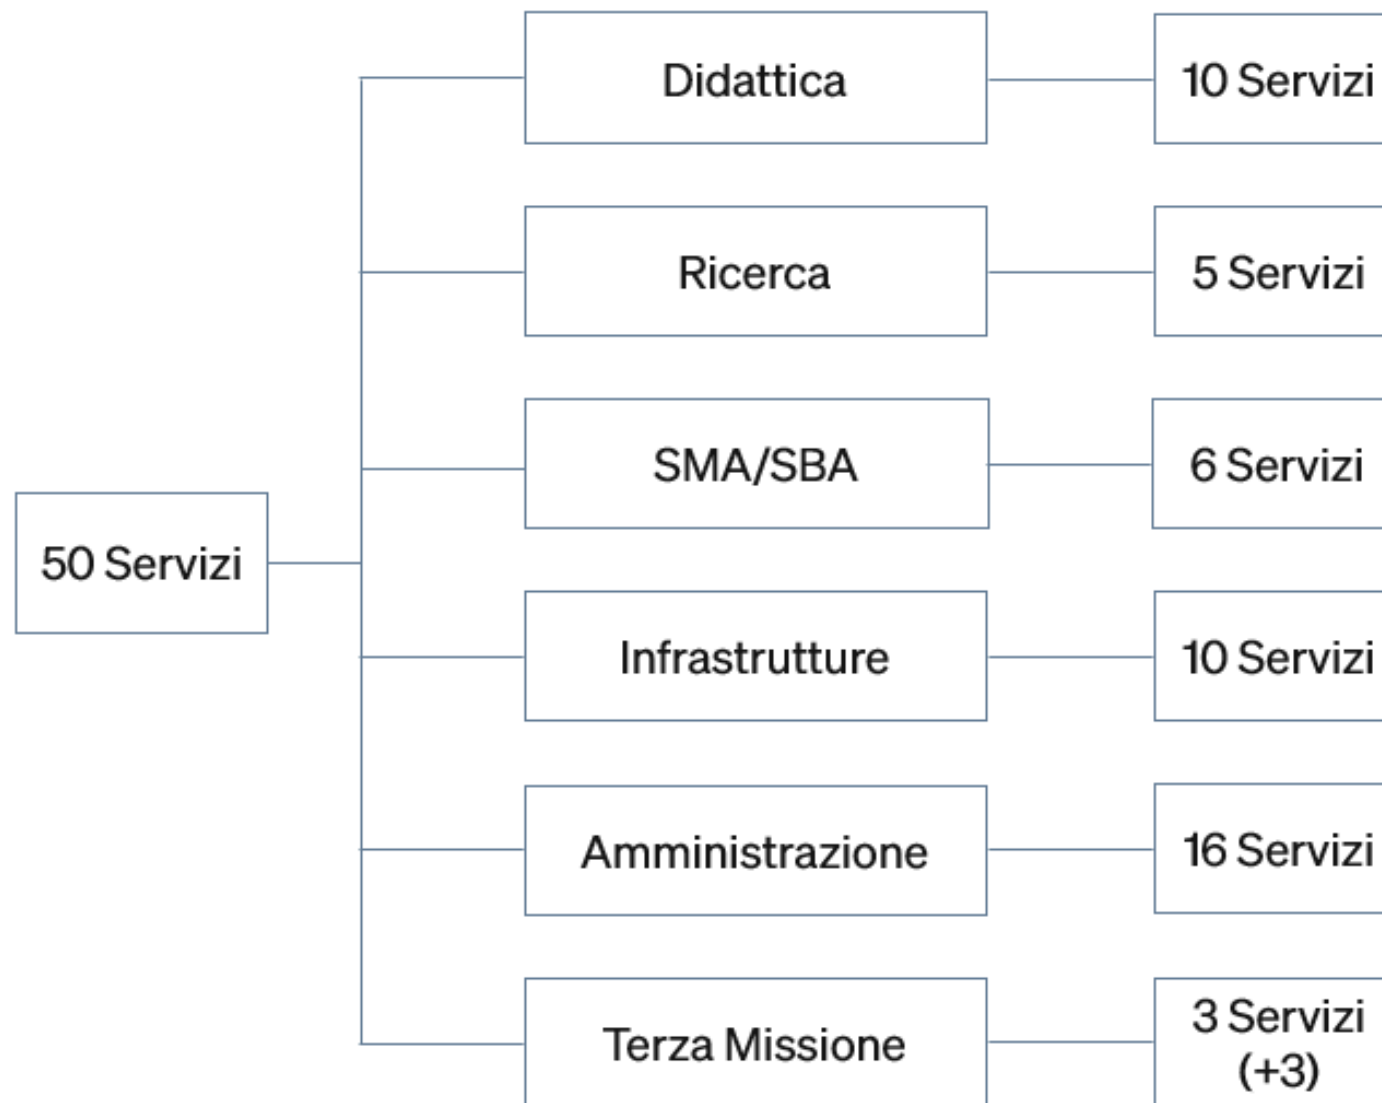 Didattica
10 Servizi
Ricerca
5 Servizi
SMA/SBA
6 Servizi
50 Servizi
Infrastrutture
10 Servizi
Amministrazione
16 Servizi
Terza Missione
3 Servizi
(+3)